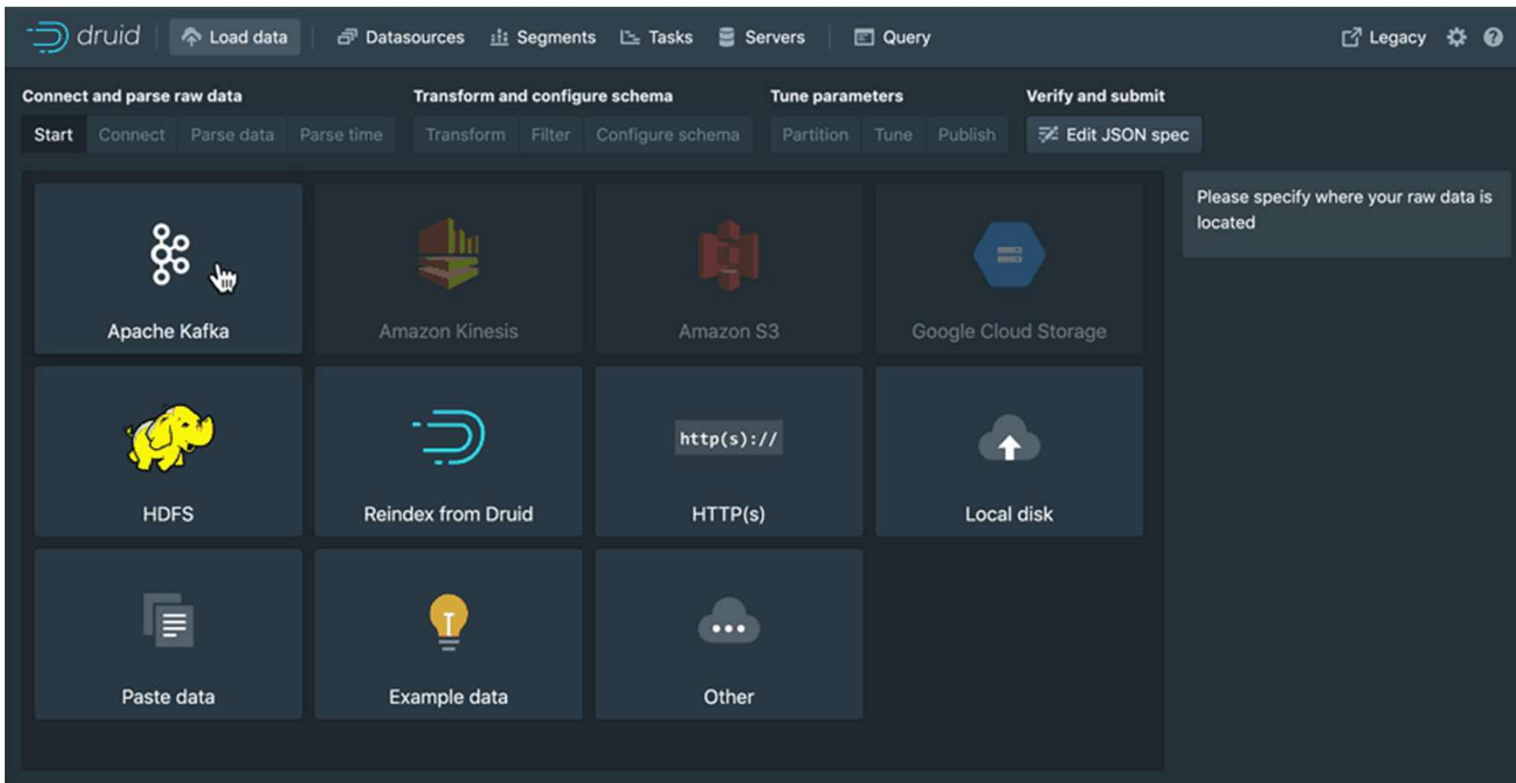 druid Load data Datasources Segments Tasks Servers Query Legacy
Connect and parse raw data Transform and configure schema Tune parameters Verify and submit
Start Connect Parse data Parse time Transform Filter Configure schema Partition Tune Publish Edit JSON spec
Please specify where your raw data is
located
Apache Kafka Amazon Kinesis Amazon S3 Google Cloud Storage
http(s)://
HDFS Reindex from Druid HTTP(s) Local disk
Paste data Example data Other